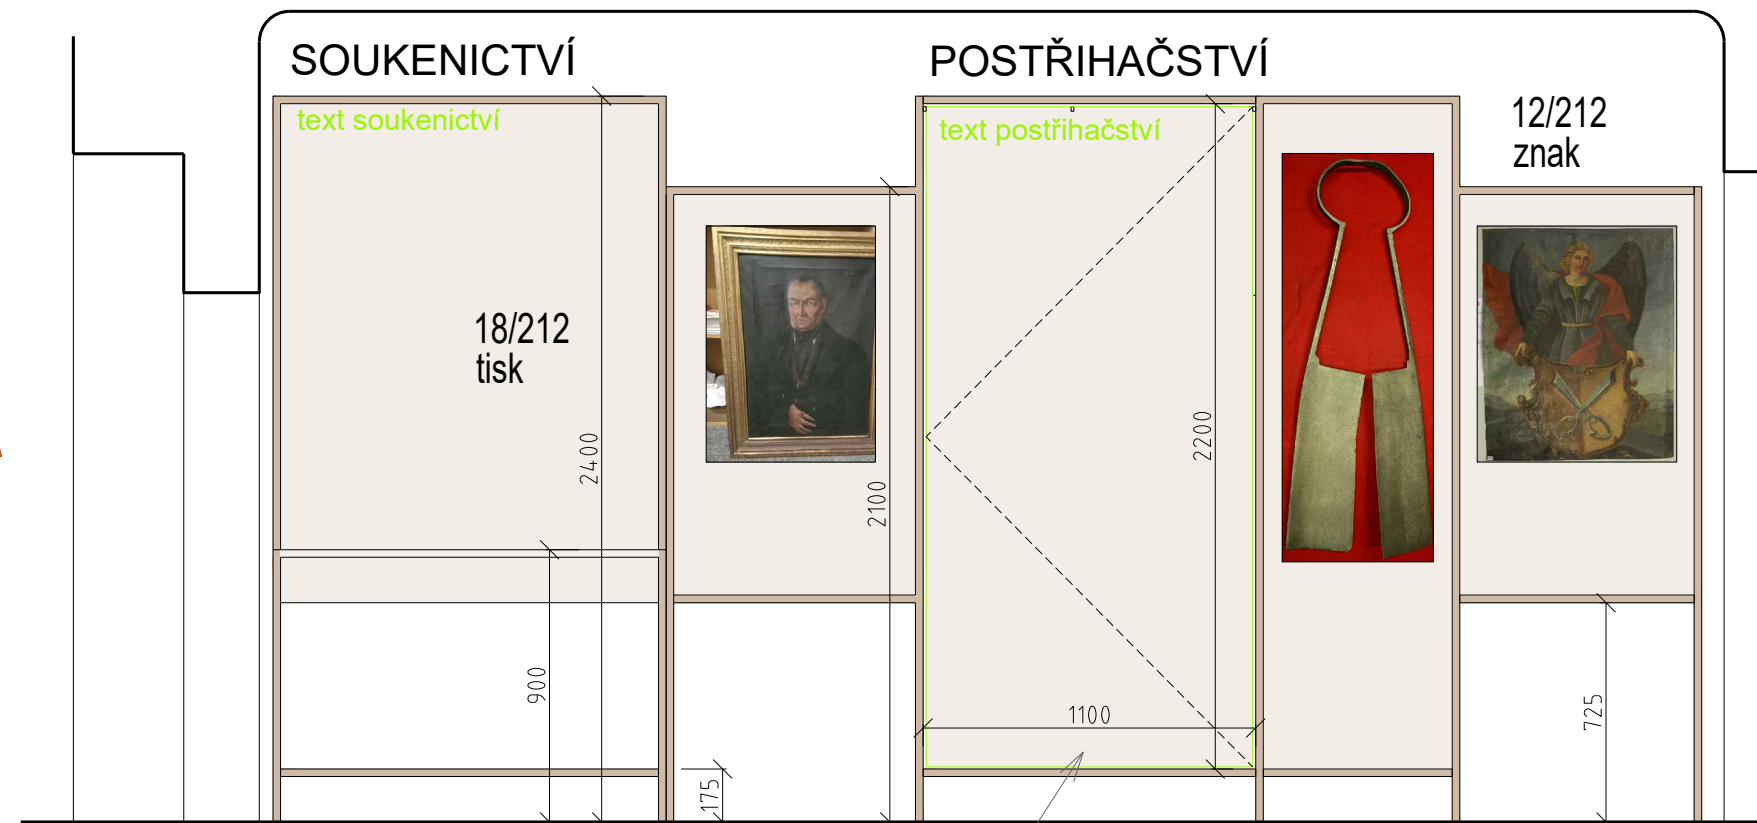 SOUKENICTVÍ
POSTŘIHAČSTVÍ
text soukenictví
text postřihačství
12/212
znak
18/212
tisk
2400
2100
2200
900
1100
725
175